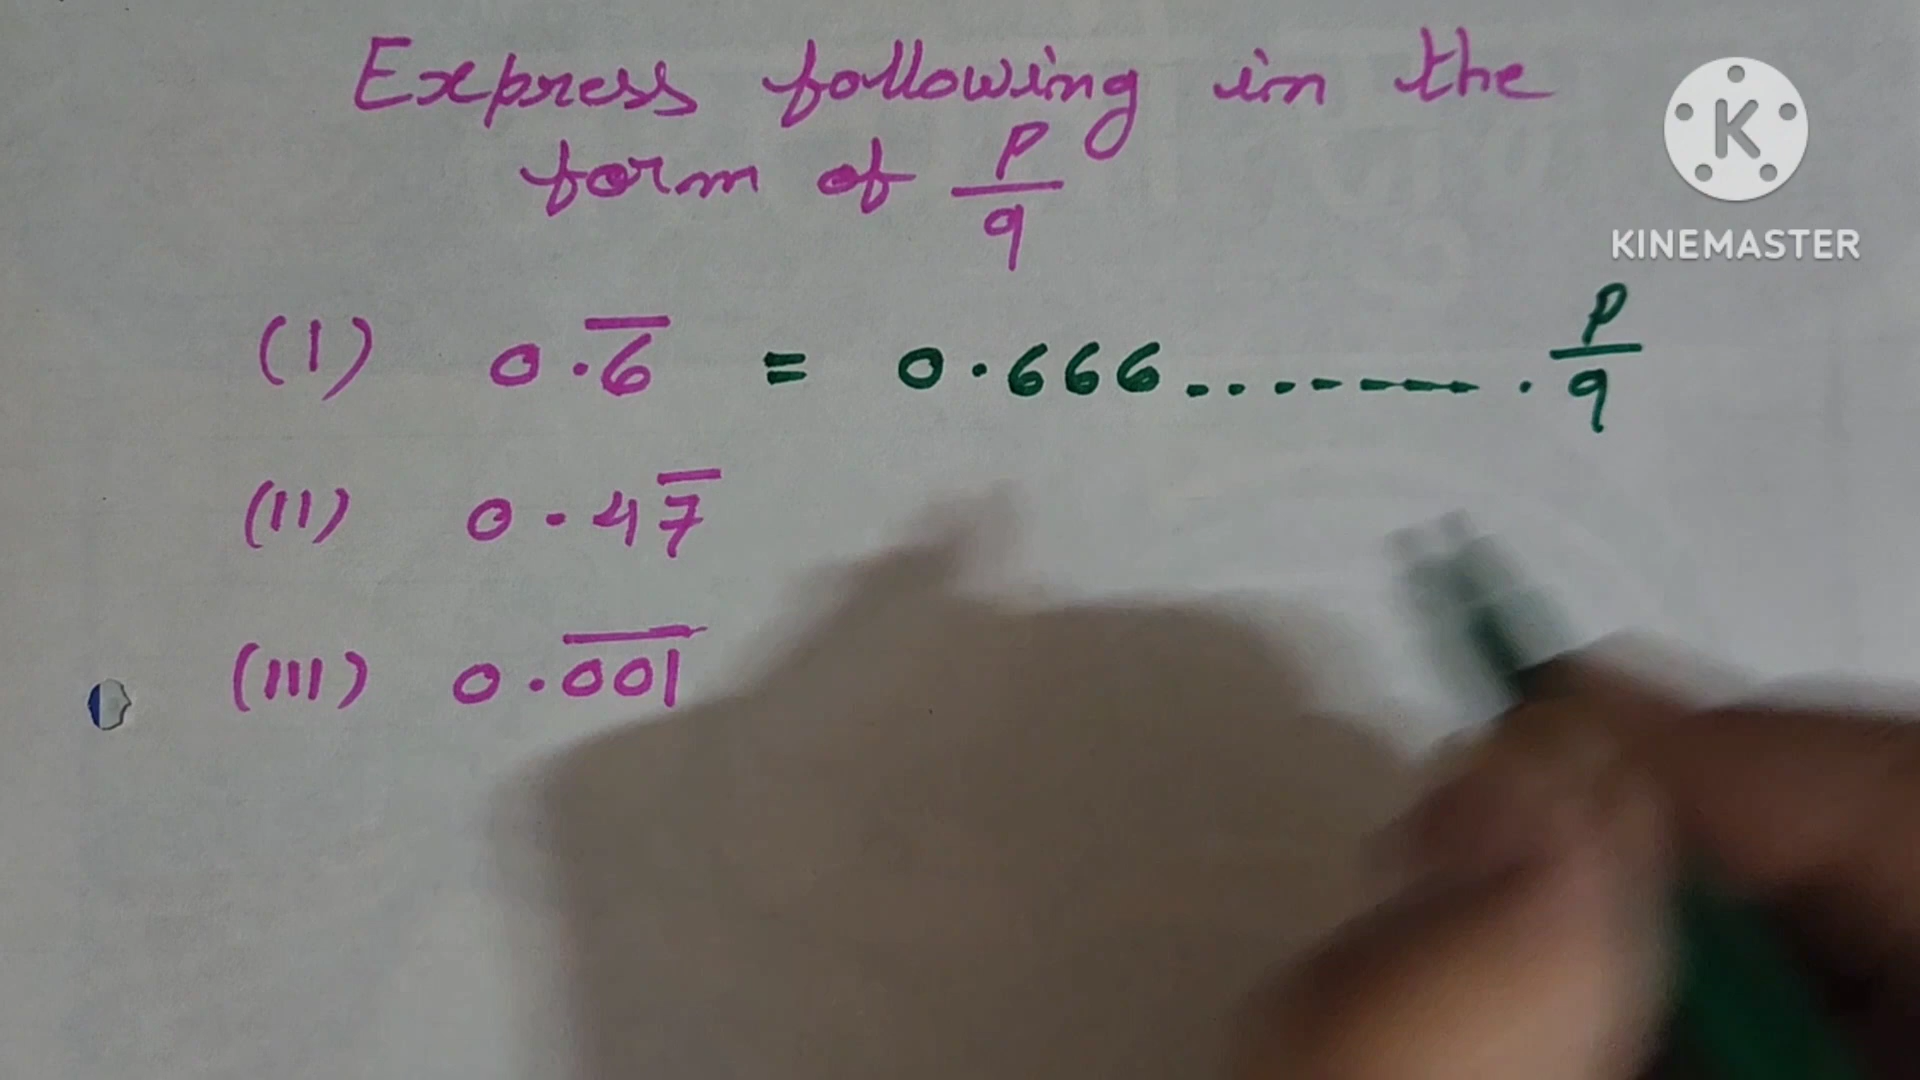 Express following in the
form of p/q
K
KINEMASTER
(I) 0.6̅ = 0.666........... p/q
(II) 0.47̅
(III) 0.0̅0̅1̅